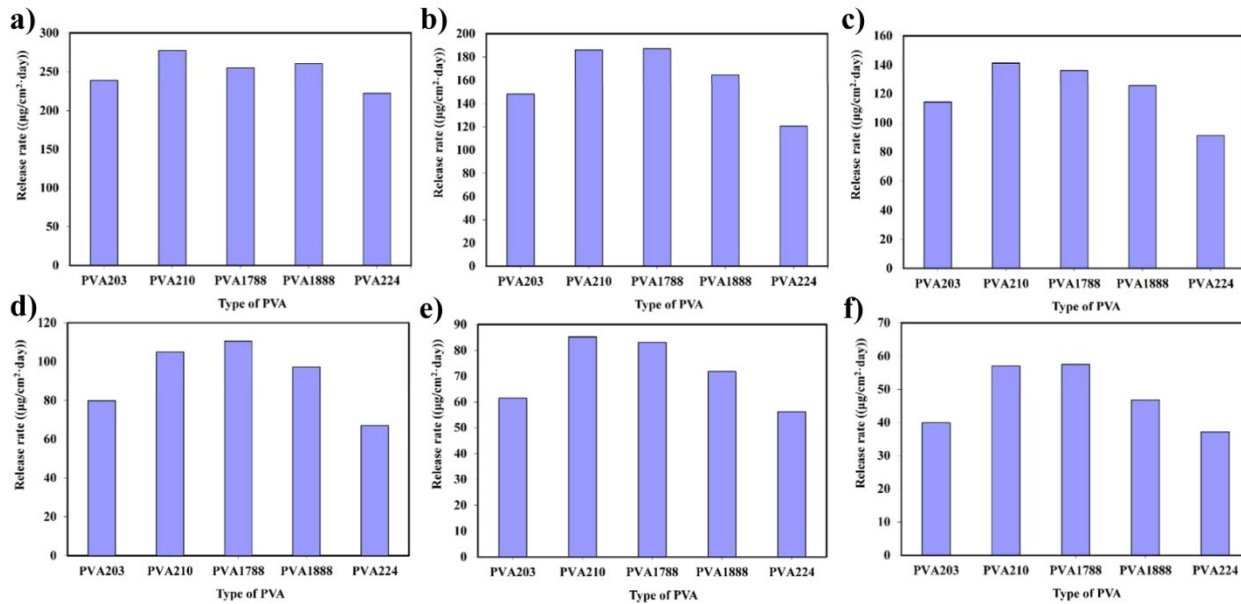 a)
Release rate ((μg/cm²·day))
300
250
200
150
100
50
0
PVA203 PVA210 PVA1788 PVA1888 PVA224
Type of PVA
b)
Release rate ((μg/cm²·day))
200
180
160
140
120
100
80
60
40
20
0
PVA203 PVA210 PVA1788 PVA1888 PVA224
Type of PVA
c)
Release rate ((μg/cm²·day))
160
140
120
100
80
60
40
20
0
PVA203 PVA210 PVA1788 PVA1888 PVA224
Type of PVA
d)
Release rate ((μg/cm²·day))
120
100
80
60
40
20
0
PVA203 PVA210 PVA1788 PVA1888 PVA224
Type of PVA
e)
Release rate ((μg/cm²·day))
90
80
70
60
50
40
30
20
10
0
PVA203 PVA210 PVA1788 PVA1888 PVA224
Type of PVA
f)
Release rate ((μg/cm²·day))
70
60
50
40
30
20
10
0
PVA203 PVA210 PVA1788 PVA1888 PVA224
Type of PVA